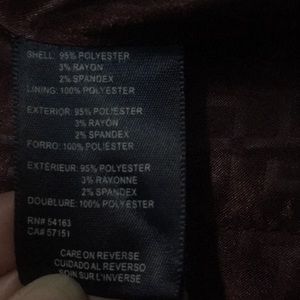 SHELL: 95% POLYESTER
3% RAYON
2% SPANDEX
LINING: 100% POLYESTER
EXTERIOR: 95% POLIESTER
3% RAYON
2% SPANDEX
FORRO: 100% POLIESTER
EXTÉRIEUR: 95% POLYESTER
3% RAYONNE
2% SPANDEX
DOUBLURE: 100% POLYESTER
RN# 54163
CA# 57151
CARE ON REVERSE
CUIDADO AL REVERSO
SOIN SUR L'INVERSE